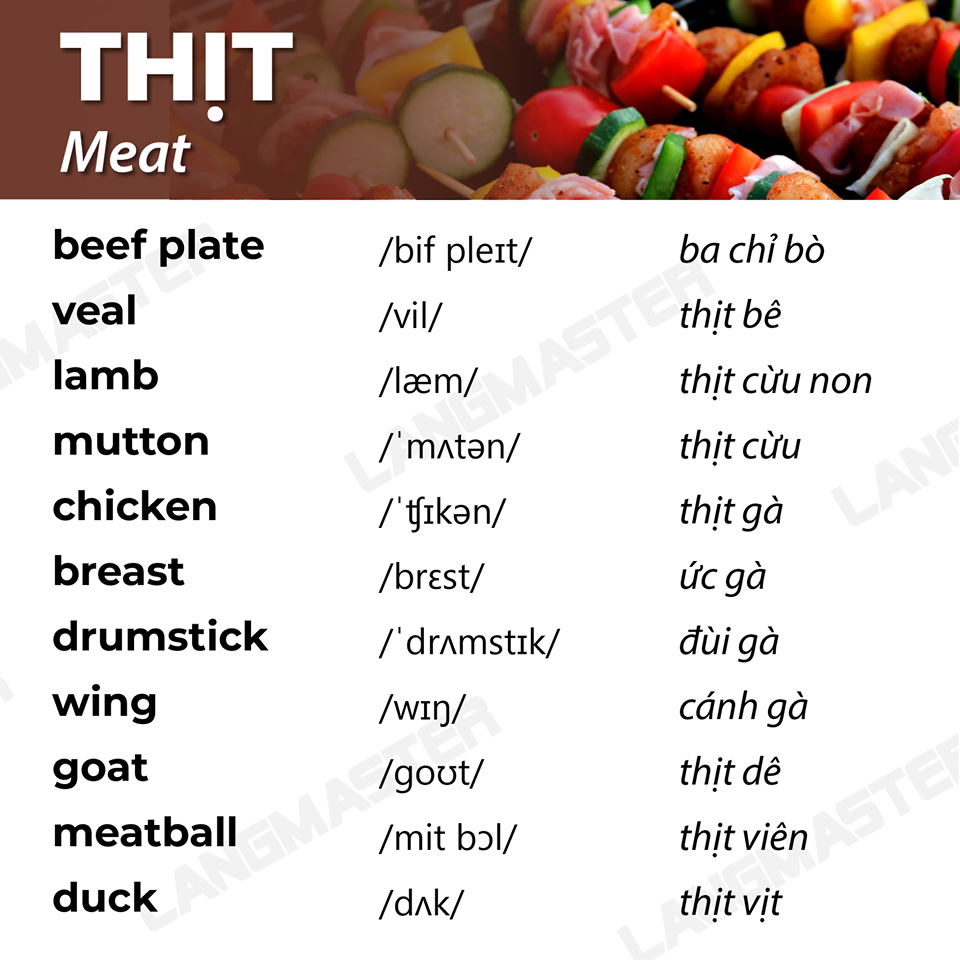 THỊT
Meat
beef plate /bif pleɪt/ ba chỉ bò
veal /vil/ thịt bê
lamb /læm/ thịt cừu non
mutton /ˈmʌtən/ thịt cừu
chicken /ˈʧɪkən/ thịt gà
breast /brɛst/ ức gà
drumstick /ˈdrʌmstɪk/ đùi gà
wing /wɪŋ/ cánh gà
goat /goʊt/ thịt dê
meatball /mit bɔl/ thịt viên
duck /dʌk/ thịt vịt
LANGMASTER
LANGMASTER
LANGMASTER
LANGMASTER
LANGMASTER